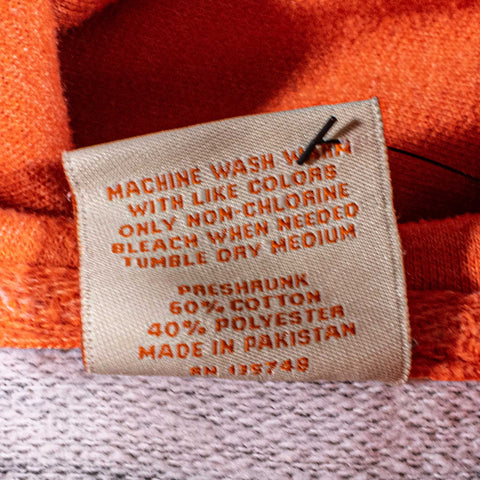 MACHINE WASH WARM
WITH LIKE COLORS
ONLY NON-CHLORINE
BLEACH WHEN NEEDED
TUMBLE DRY MEDIUM
PRESHRUNK
60% COTTON
40% POLYESTER
MADE IN PAKISTAN
RN 135748